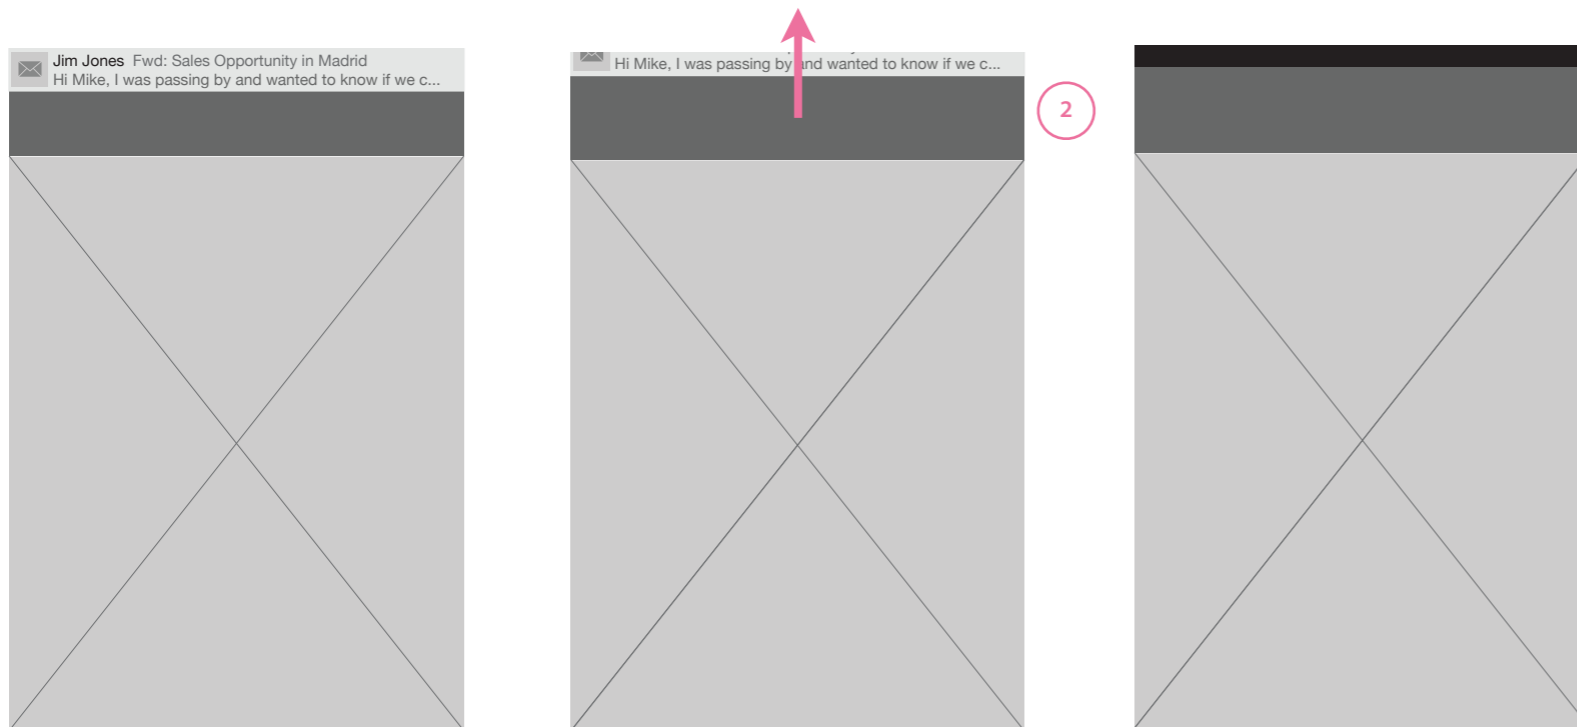 Jim Jones Fwd: Sales Opportunity in Madrid
Hi Mike, I was passing by and wanted to know if we c...
Hi Mike, I was passing by and wanted to know if we c...
2